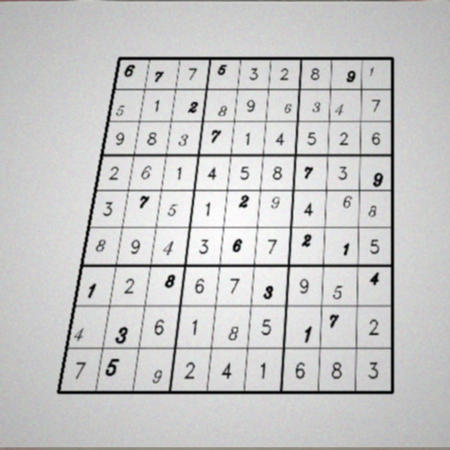 6 7 7 5 3 2 8 9 1
5 1 2 8 9 6 3 4 7
9 8 3 7 1 4 5 2 6
2 6 1 4 5 8 7 3 9
3 7 5 1 2 9 4 6 8
8 9 4 3 6 7 2 1 5
1 2 8 6 7 3 9 5 4
4 3 6 1 8 5 1 7 2
7 5 9 2 4 1 6 8 3